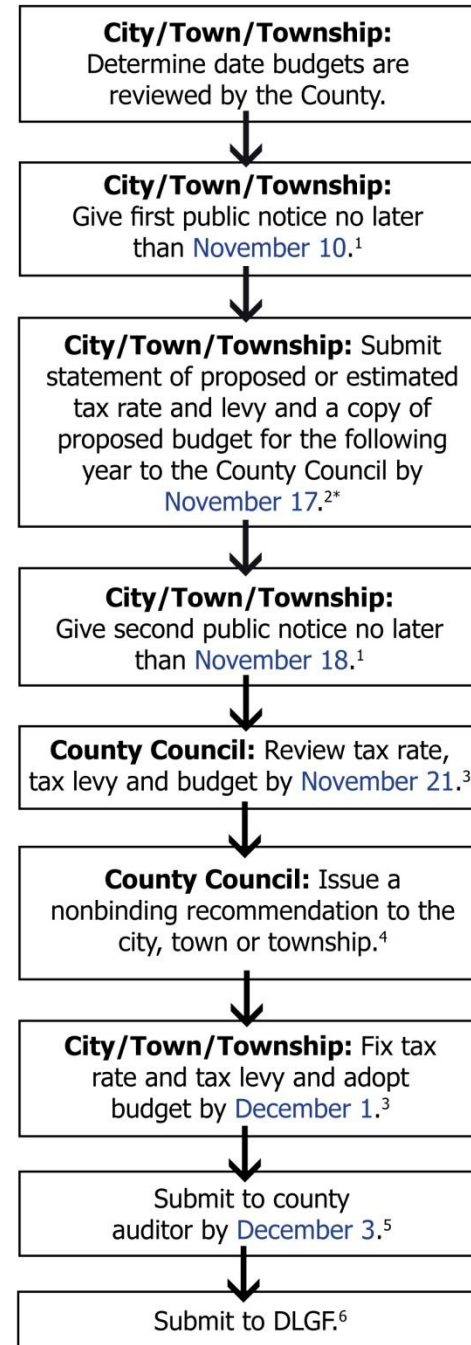 City/Town/Township:
Determine date budgets are
reviewed by the County.
City/Town/Township:
Give first public notice no later
than November 10.¹
City/Town/Township: Submit
statement of proposed or estimated
tax rate and levy and a copy of
proposed budget for the following
year to the County Council by
November 17.²*
City/Town/Township:
Give second public notice no later
than November 18.¹
County Council: Review tax rate,
tax levy and budget by November 21.³
County Council: Issue a
nonbinding recommendation to the
city, town or township.⁴
City/Town/Township: Fix tax
rate and tax levy and adopt
budget by December 1.³
Submit to county
auditor by December 3.⁵
Submit to DLGF.⁶